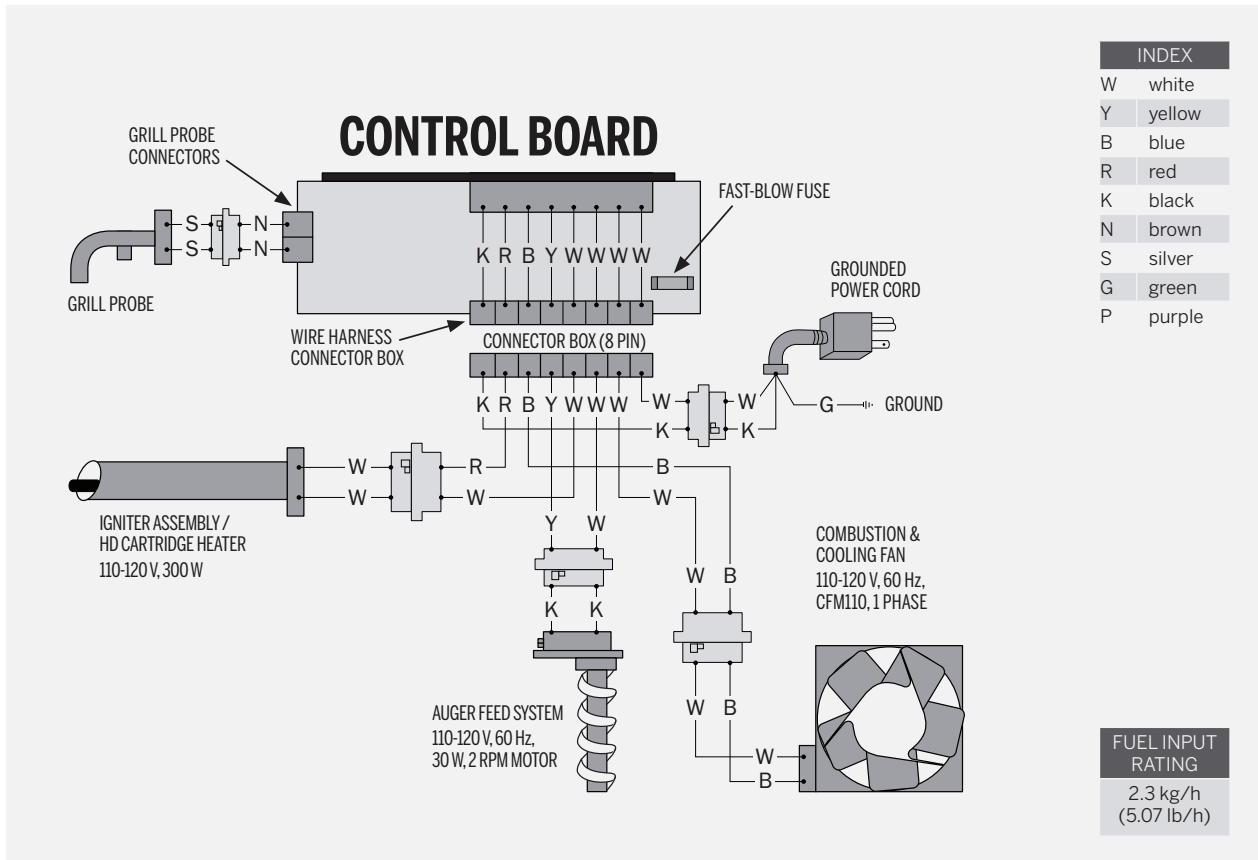 CONTROL BOARD
GRILL PROBE
CONNECTORS
FAST-BLOW FUSE
S N
S N
K R B Y W W W W
GRILL PROBE
GROUNDED
POWER CORD
WIRE HARNESS
CONNECTOR BOX
CONNECTOR BOX (8 PIN)
K R B Y W W W
W W
K K
G GROUND
W R B
W W W
IGNITER ASSEMBLY /
HD CARTRIDGE HEATER
110-120 V, 300 W
Y W
K K
W B
COMBUSTION &
COOLING FAN
110-120 V, 60 Hz,
CFM110, 1 PHASE
AUGER FEED SYSTEM
110-120 V, 60 Hz,
30 W, 2 RPM MOTOR
W B
W
B
INDEX
W white
Y yellow
B blue
R red
K black
N brown
S silver
G green
P purple
FUEL INPUT
RATING
2.3 kg/h
(5.07 lb/h)